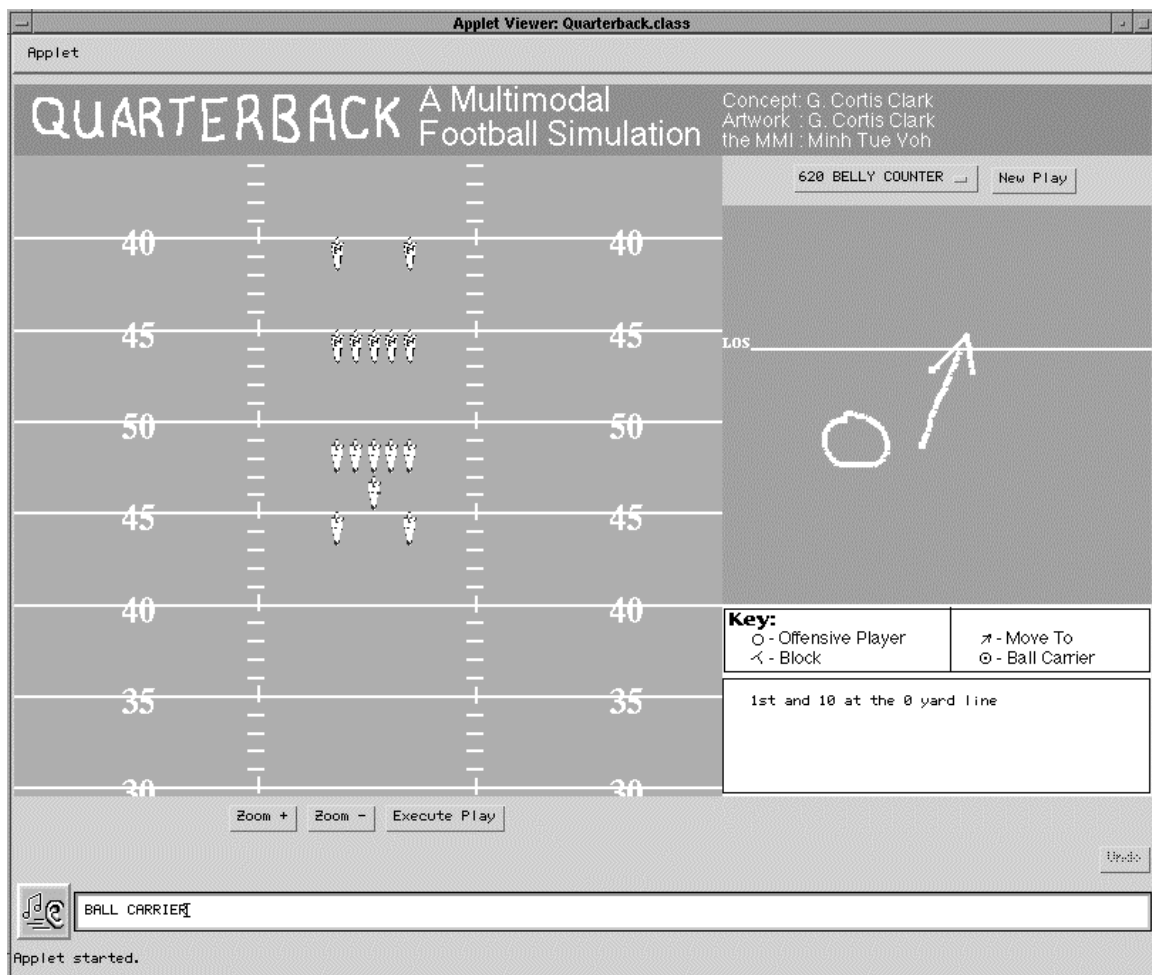 Applet Viewer: Quarterback.class
Applet
QUARTERBACK
A Multimodal
Football Simulation
Concept: G. Cortis Clark
Artwork : G. Cortis Clark
the MMI : Minh Tue Voh
620 BELLY COUNTER
New Play
40 40
45 45
50 50
45 45
40 40
35 35
30 30
LOS
Key:
- Offensive Player
- Block
- Move To
- Ball Carrier
1st and 10 at the 0 yard line
Zoom +
Zoom -
Execute Play
Undo
BALL CARRIER
Applet started.